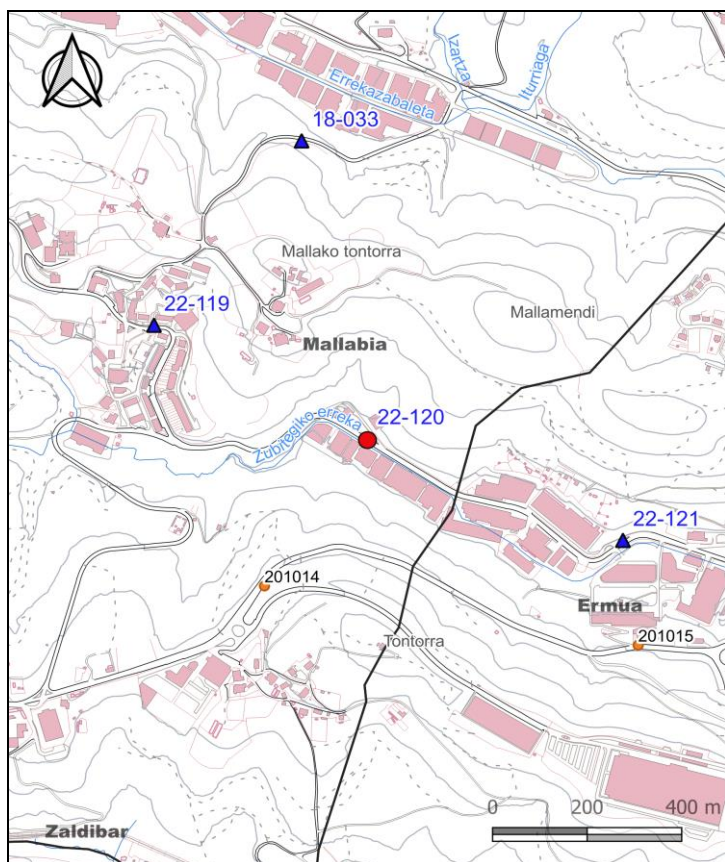 Izartza
Iturriaga
Errekazabaleta
18-033
Mallako tontorra
22-119
Mallamendi
Mallabia
22-120
Zubitegiko erreka
22-121
201014
Ermua
201015
Tontorra
0 200 400 m
Zaldibar